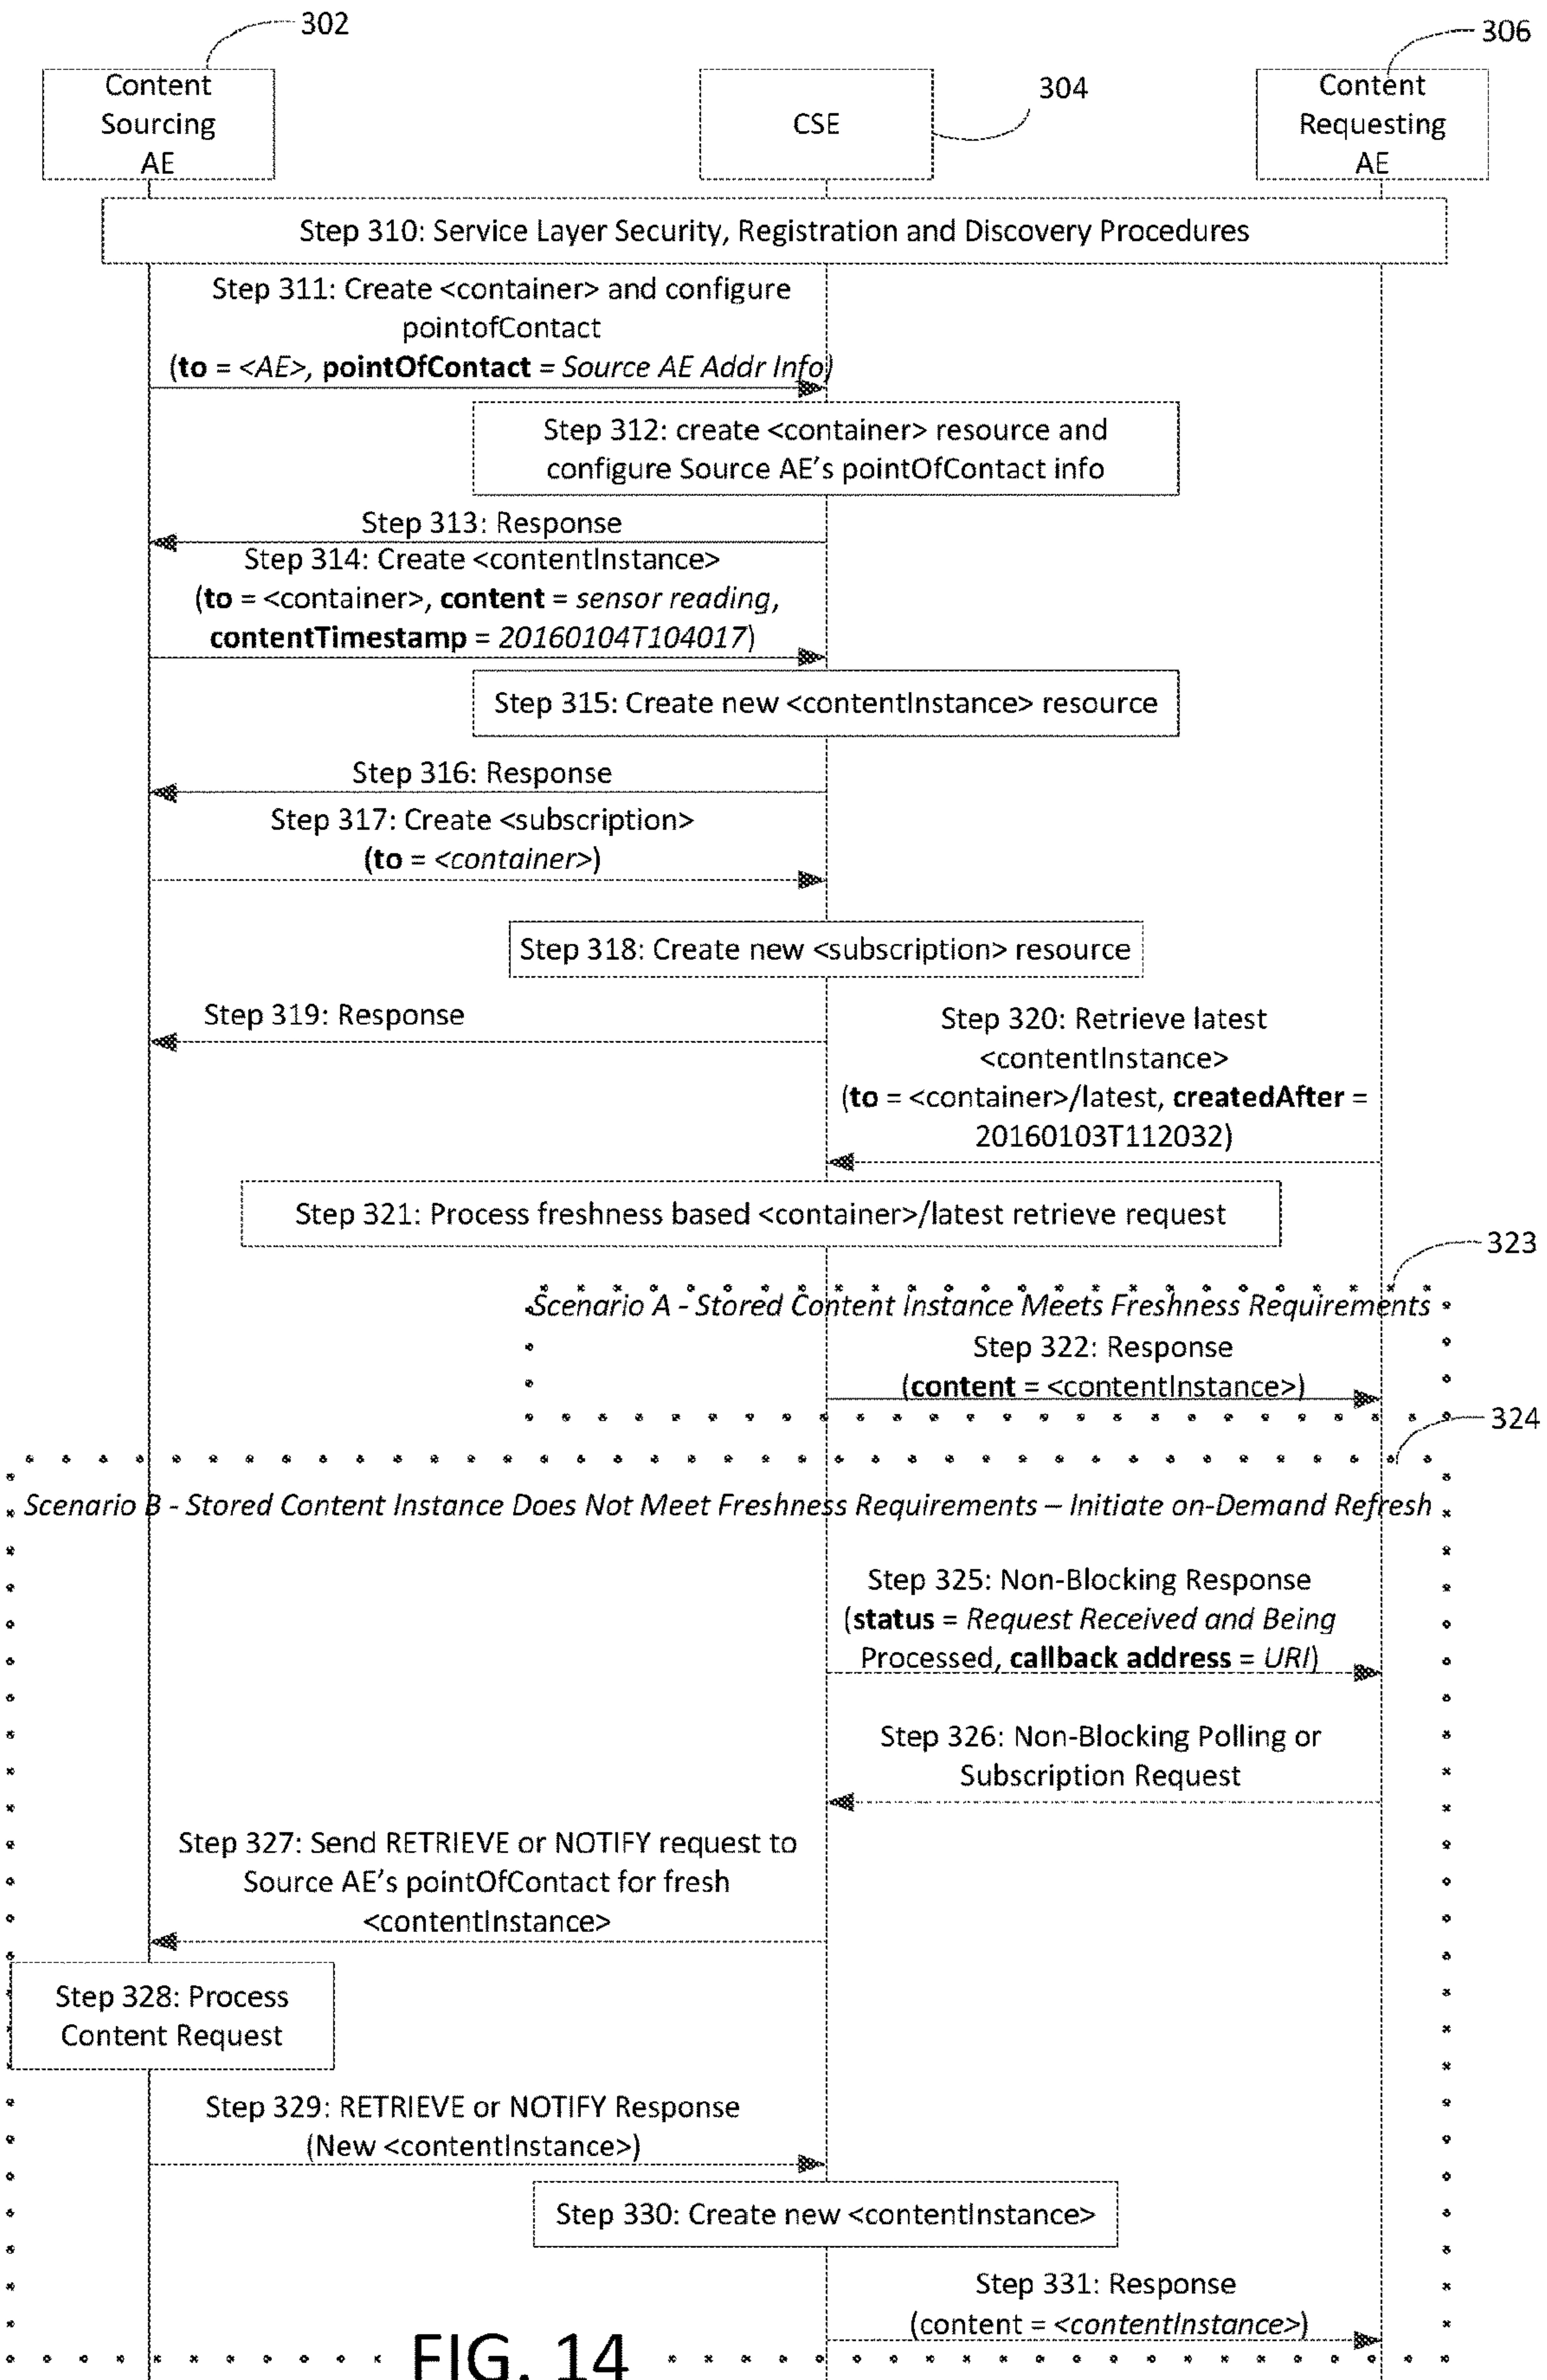 302
306
Content
Sourcing
AE
CSE
304
Content
Requesting
AE
Step 310: Service Layer Security, Registration and Discovery Procedures
Step 311: Create <container> and configure
pointofContact
(to = <AE>, pointOfContact = Source AE Addr Info)
Step 312: create <container> resource and
configure Source AE's pointOfContact info
Step 313: Response
Step 314: Create <contentInstance>
(to = <container>, content = sensor reading,
contentTimestamp = 20160104T104017)
Step 315: Create new <contentInstance> resource
Step 316: Response
Step 317: Create <subscription>
(to = <container>)
Step 318: Create new <subscription> resource
Step 319: Response
Step 320: Retrieve latest
<contentInstance>
(to = <container>/latest, createdAfter =
20160103T112032)
Step 321: Process freshness based <container>/latest retrieve request
323
Scenario A - Stored Content Instance Meets Freshness Requirements
Step 322: Response
(content = <contentInstance>)
324
Scenario B - Stored Content Instance Does Not Meet Freshness Requirements – Initiate on-Demand Refresh
Step 325: Non-Blocking Response
(status = Request Received and Being
Processed, callback address = URI)
Step 326: Non-Blocking Polling or
Subscription Request
Step 327: Send RETRIEVE or NOTIFY request to
Source AE's pointOfContact for fresh
<contentInstance>
Step 328: Process
Content Request
Step 329: RETRIEVE or NOTIFY Response
(New <contentInstance>)
Step 330: Create new <contentInstance>
Step 331: Response
(content = <contentInstance>)
FIG. 14